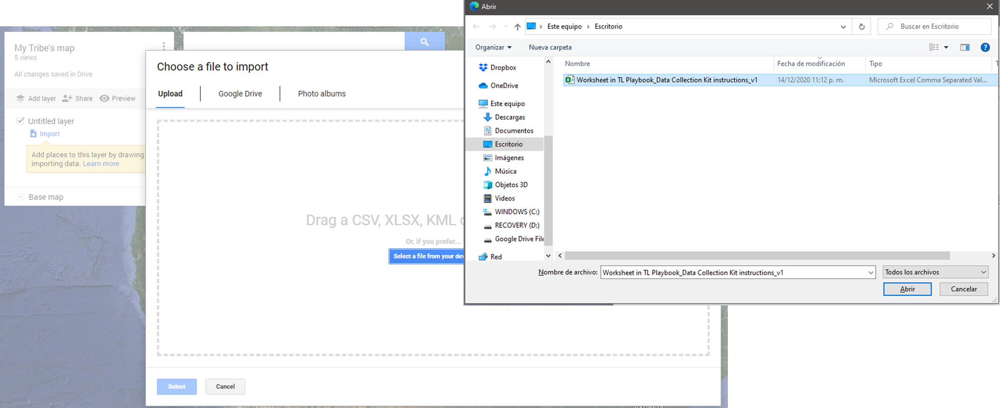 My Tribe's map
5 views
All changes saved in Drive
Add layer Share Preview
Untitled layer
Import
Add places to this layer by drawing
importing data. Learn more
Base map
Choose a file to import
Upload Google Drive Photo albums
Drag a CSV, XLSX, KML
Or, if you prefer...
Select a file from your
Select Cancel
Abrir
Este equipo › Escritorio
Buscar en Escritorio
Organizar Nueva carpeta
Nombre Fecha de modificación Tipo
Worksheet in TL Playbook_Data Collection Kit instructions_v1 14/12/2020 11:12 p. m. Microsoft Excel Comma Separated Val...
Dropbox
OneDrive
Este equipo
Descargas
Documentos
Escritorio
Imágenes
Música
Objetos 3D
Videos
WINDOWS (C:)
RECOVERY (D:)
Google Drive File
Red
Nombre de archivo: Worksheet in TL Playbook_Data Collection Kit instructions_v1 Todos los archivos
Abrir Cancelar